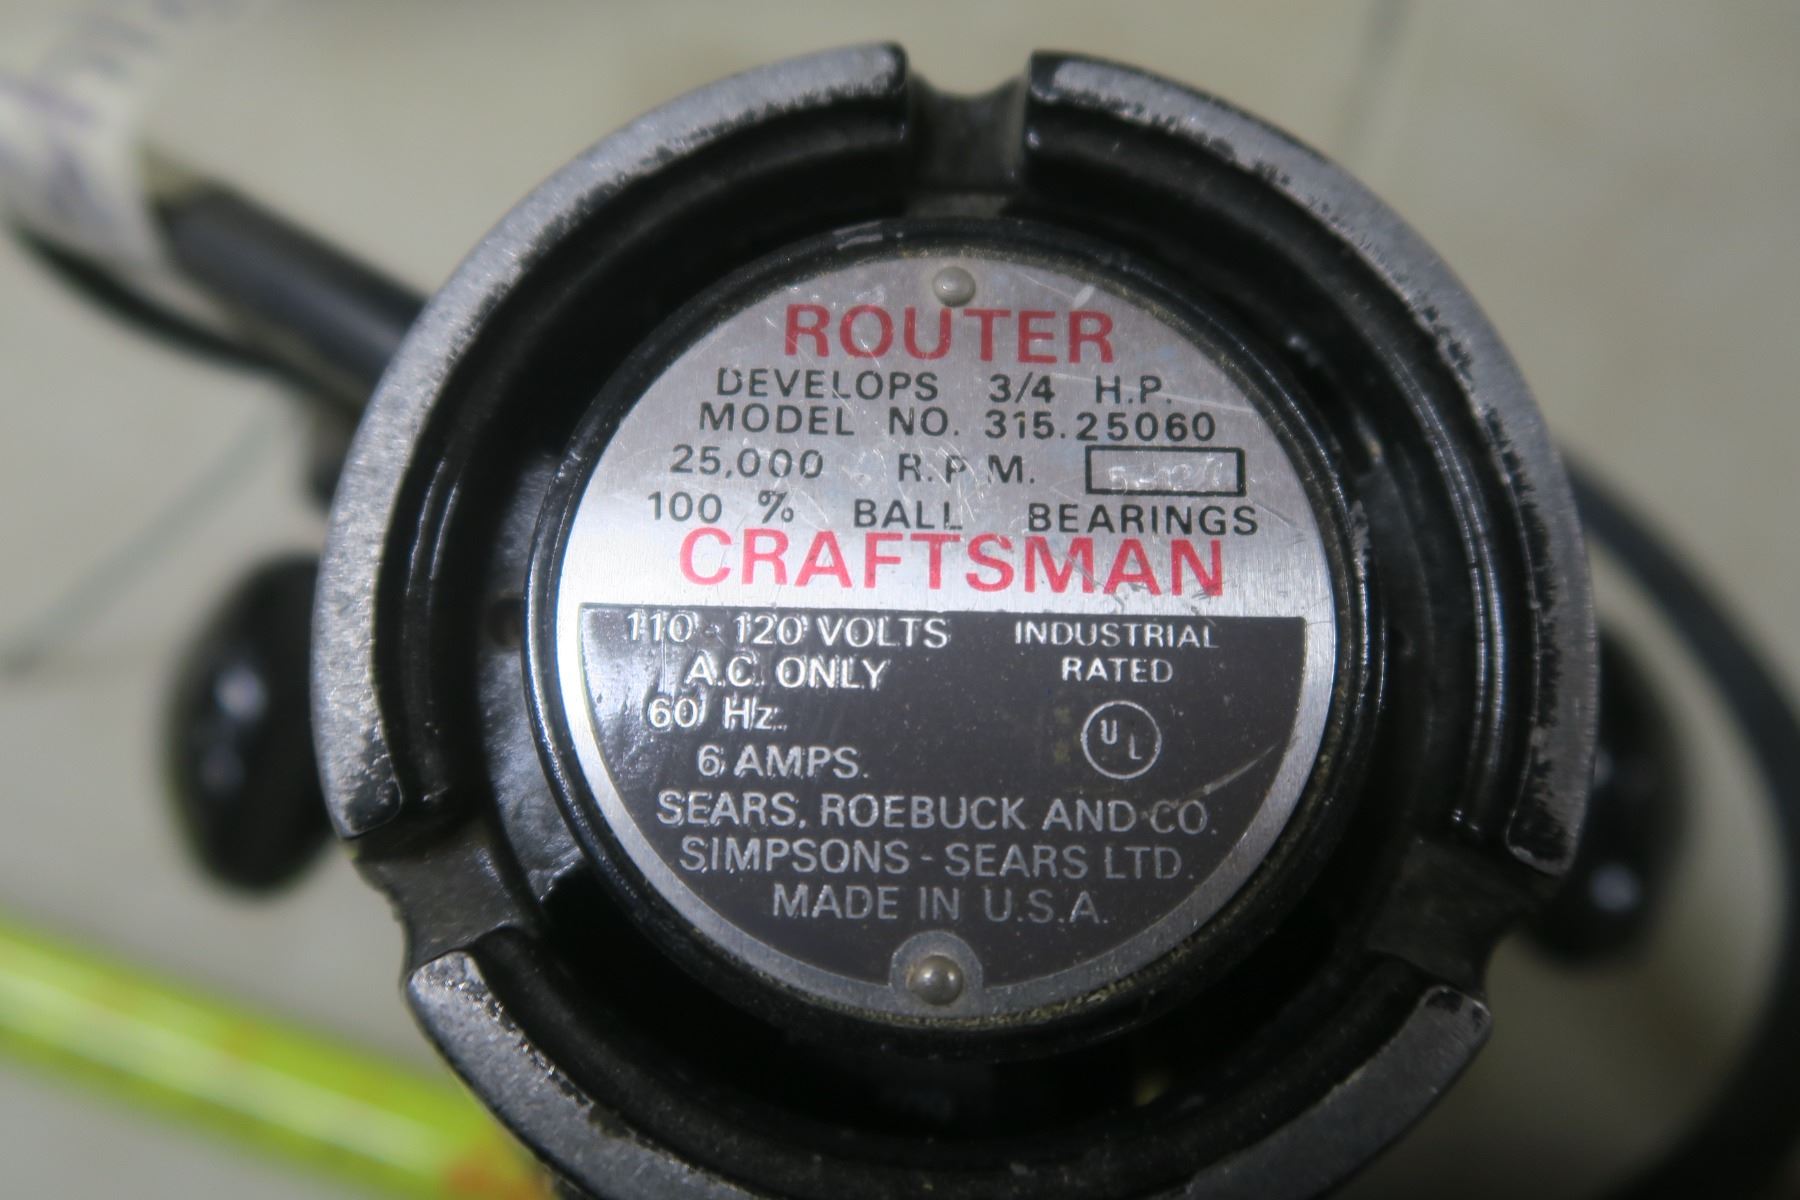 ROUTER
DEVELOPS 3/4 H.P.
MODEL NO. 315.25060
25,000 R.P.M.
100 % BALL BEARINGS
CRAFTSMAN
110 - 120 VOLTS
A.C. ONLY
60 Hz.
6 AMPS.
INDUSTRIAL
RATED
UL
SEARS, ROEBUCK AND CO.
SIMPSONS - SEARS LTD.
MADE IN U.S.A.